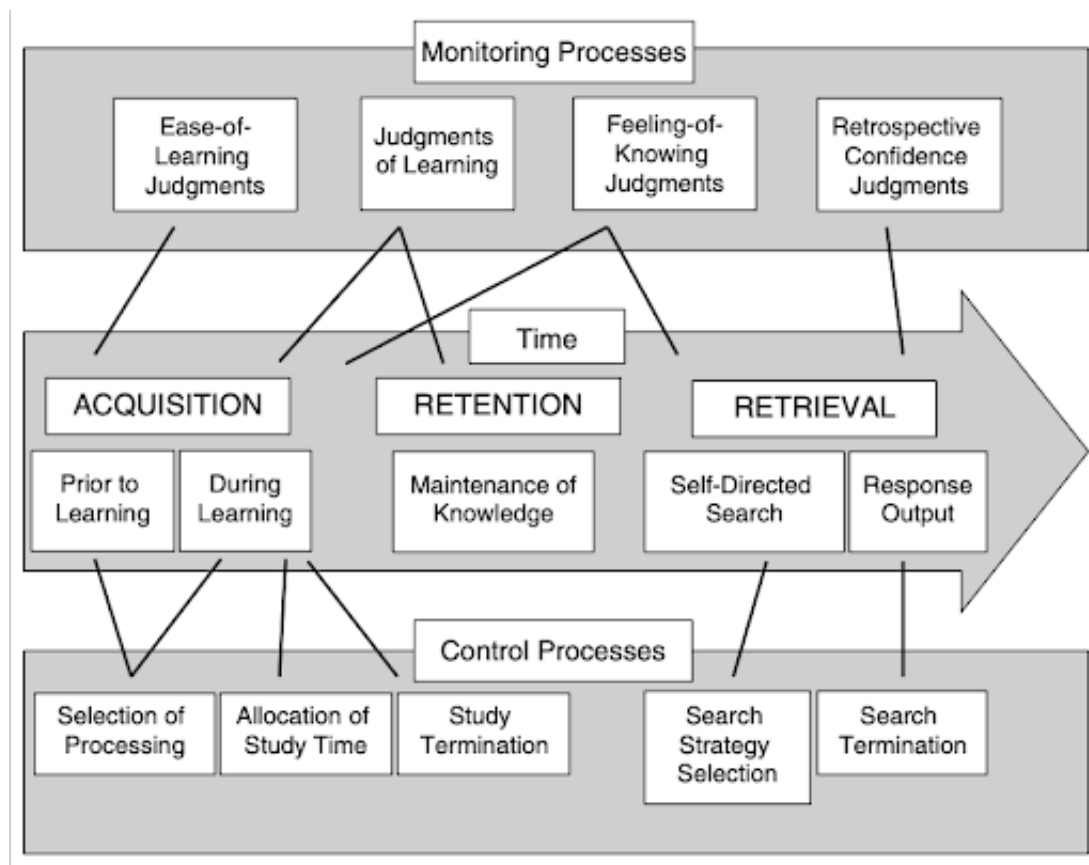 Monitoring Processes
Ease-of-
Learning
Judgments
Judgments
of Learning
Feeling-of-
Knowing
Judgments
Retrospective
Confidence
Judgments
Time
ACQUISITION
RETENTION
RETRIEVAL
Prior to
Learning
During
Learning
Maintenance of
Knowledge
Self-Directed
Search
Response
Output
Control Processes
Selection of
Processing
Allocation of
Study Time
Study
Termination
Search
Strategy
Selection
Search
Termination